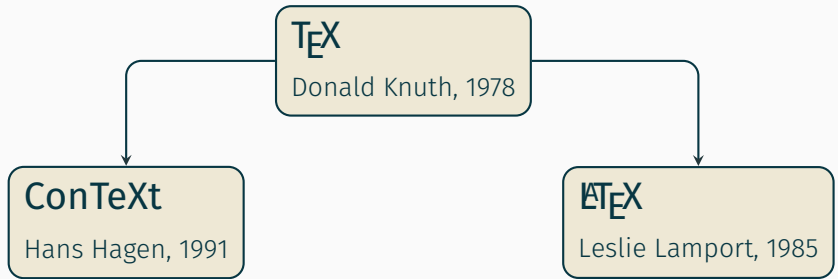 TEX
Donald Knuth, 1978
ConTeXt
Hans Hagen, 1991
LATEX
Leslie Lamport, 1985